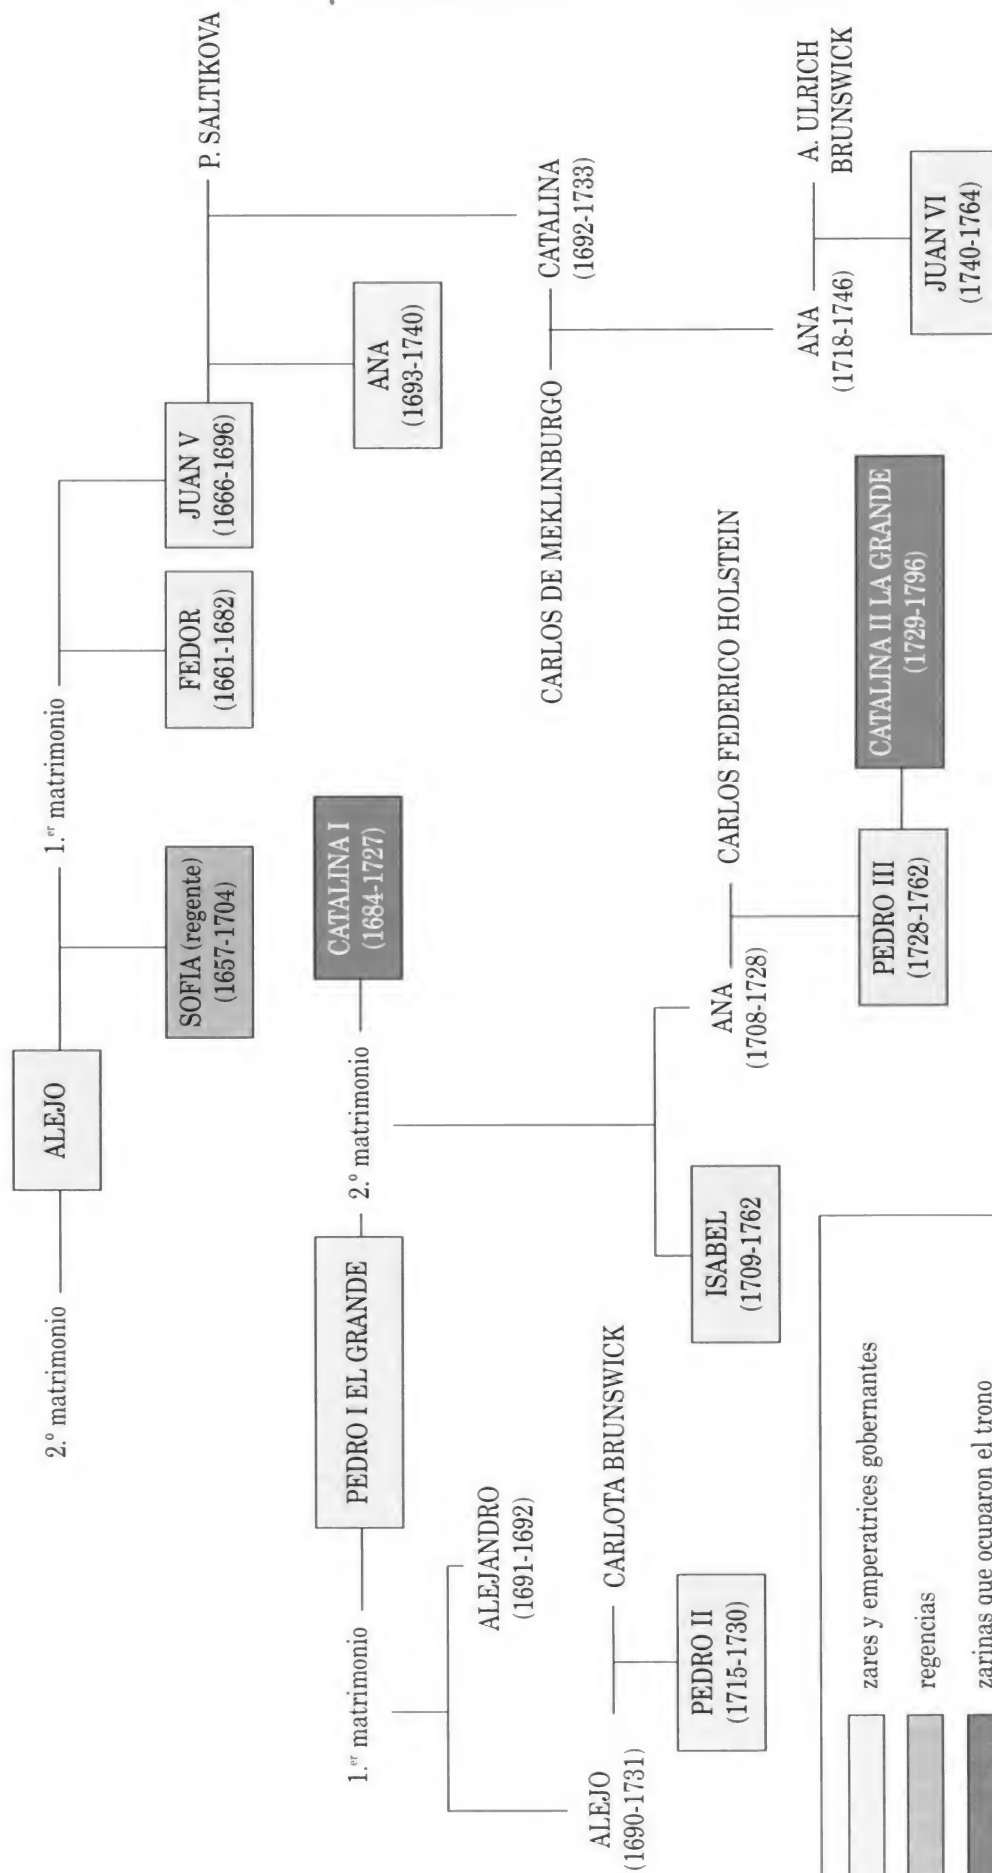 ALEJO
2.º matrimonio
1.er matrimonio
SOFIA (regente)
(1657-1704)
FEDOR
(1661-1682)
JUAN V
(1666-1696)
P. SALTIKOVA
PEDRO I EL GRANDE
1.er matrimonio
2.º matrimonio
CATALINA I
(1684-1727)
ANA
(1693-1740)
ALEJANDRO
(1691-1692)
CARLOS DE MEKLINBURGO
CATALINA
(1692-1733)
ALEJO
(1690-1731)
CARLOTA BRUNSWICK
ISABEL
(1709-1762
ANA
(1708-1728)
CARLOS FEDERICO HOLSTEIN
PEDRO II
(1715-1730)
ANA
(1718-1746)
A. ULRICH
BRUNSWICK
PEDRO III
(1728-1762)
CATALINA II LA GRANDE
(1729-1796)
JUAN VI
(1740-1764)
zares y emperatrices gobernantes
regencias
zarinas que ocuparon el trono